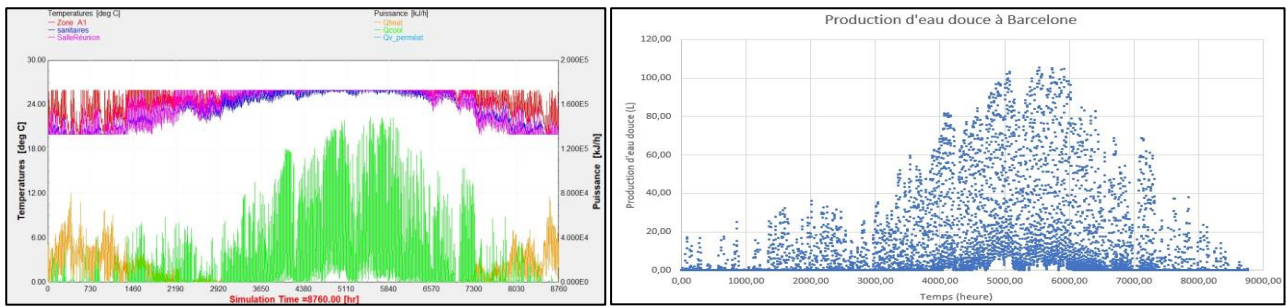 Temperatures [deg C]
Zone A1
sanitaires
SalleRéunion
Puissance [kJ/h]
Qheat
Qcool
Qv_perméat
30.00
24.00
18.00
12.00
6.00
0.00
Temperatures [deg C]
2.000E5
1.600E5
1.200E5
8.000E4
4.000E4
0.000E0
Puissance [kJ/h]
0 730 1460 2190 2920 3650 4380 5110 5840 6570 7300 8030 8760
Simulation Time =8760.00 [hr]
Production d'eau douce à Barcelone
120,00
100,00
80,00
60,00
40,00
20,00
0,00
Production d'eau douce (L)
0,00 1000,00 2000,00 3000,00 4000,00 5000,00 6000,00 7000,00 8000,00 9000,00
Temps (heure)